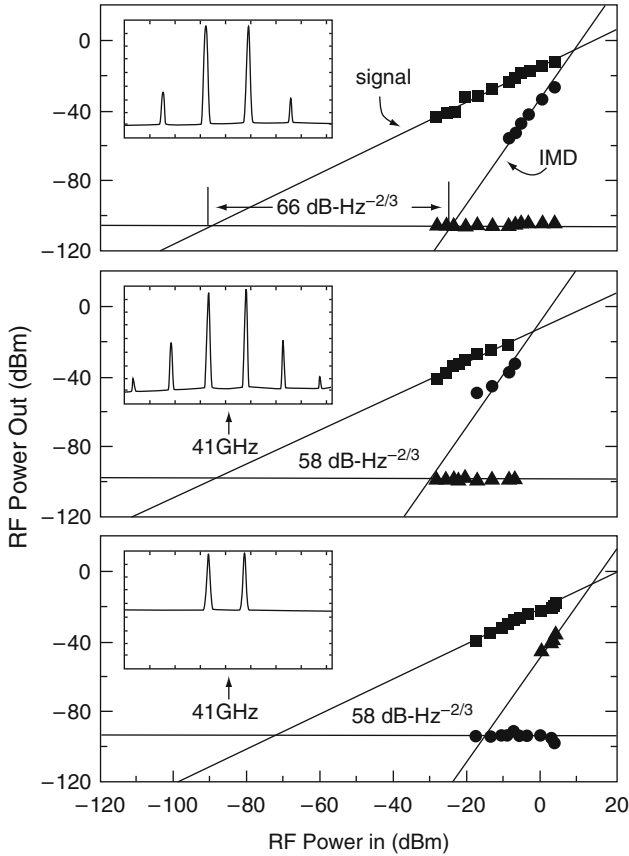 0
−40
−80
−120
signal
IMD
66 dB-Hz−2/3
0
−40
−80
−120
41GHz
58 dB-Hz−2/3
0
−40
−80
−120
41GHz
58 dB-Hz−2/3
−120 −100 −80 −60 −40 −20 0 20
RF Power in (dBm)
RF Power Out (dBm)